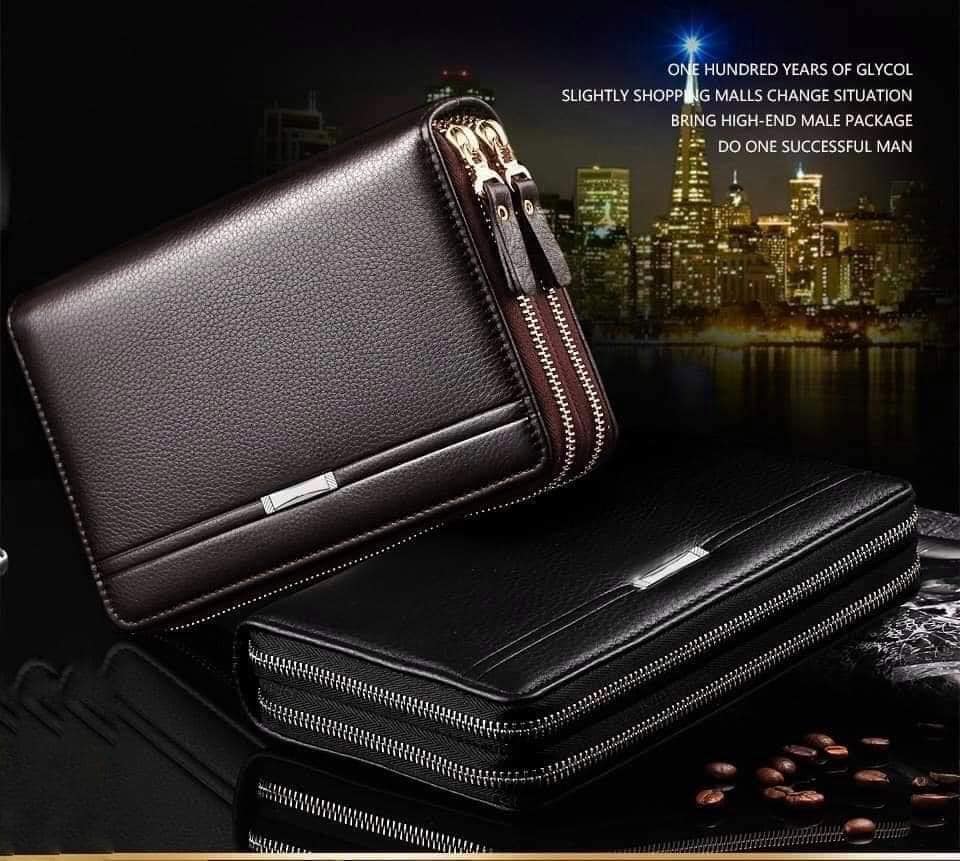 ONE HUNDRED YEARS OF GLYCOL
SLIGHTLY SHOPPING MALLS CHANGE SITUATION
BRING HIGH-END MALE PACKAGE
DO ONE SUCCESSFUL MAN